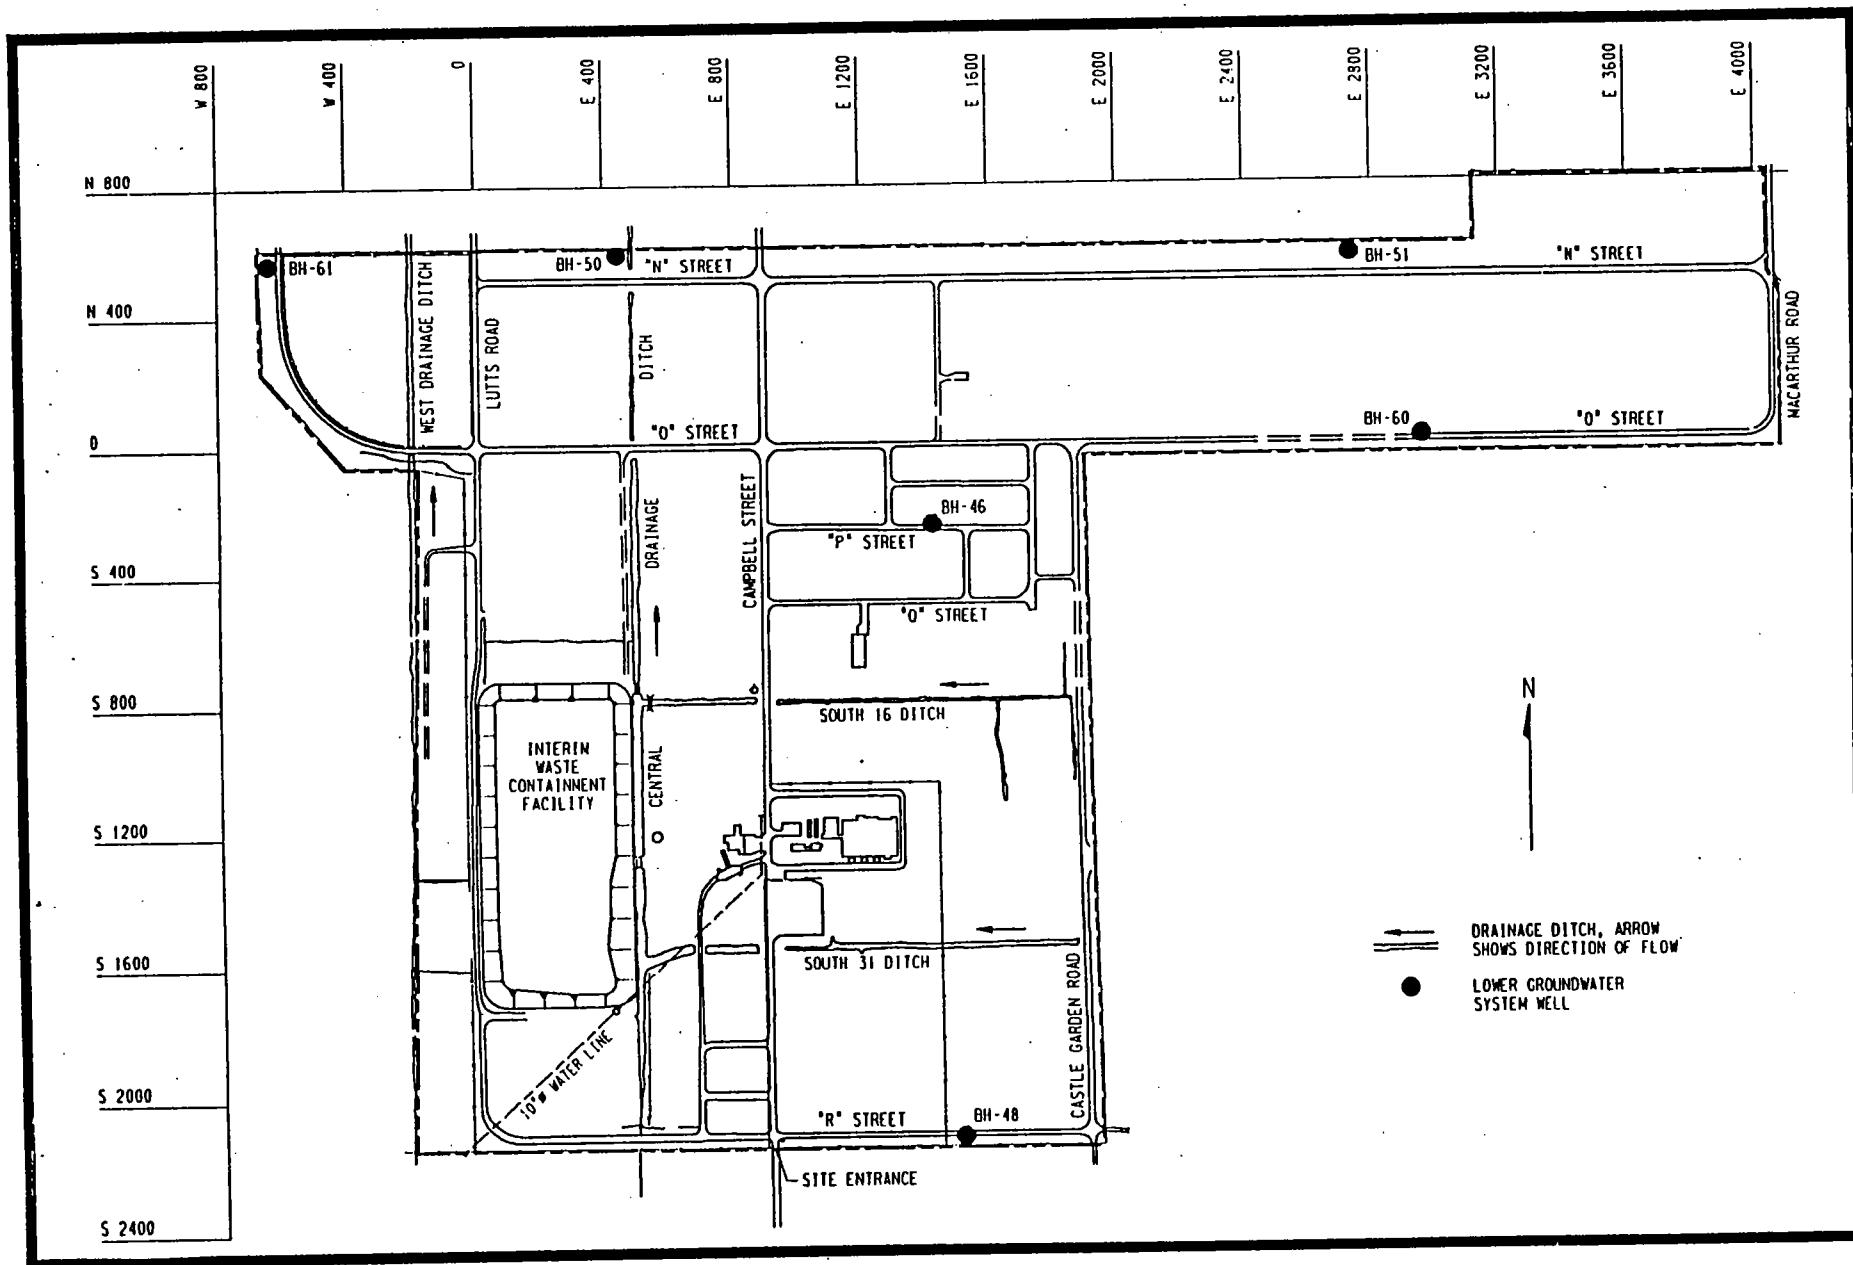 W 800
W 400
0
E 400
E 800
E 1200
E 1600
E 2000
E 2400
E 2800
E 3200
E 3600
E 4000
N 800
N 400
0
S 400
S 800
S 1200
S 1600
S 2000
S 2400
BH-61
BH-50
"N" STREET
BH-51
"N" STREET
WEST DRAINAGE DITCH
LUTTS ROAD
DITCH
MACARTHUR ROAD
"O" STREET
BH-60
"O" STREET
DRAINAGE
CAMPBELL STREET
BH-46
"P" STREET
"O" STREET
N
SOUTH 16 DITCH
INTERIM
WASTE
CONTAINMENT
FACILITY
CENTRAL
SOUTH 31 DITCH
CASTLE GARDEN ROAD
DRAINAGE DITCH, ARROW
SHOWS DIRECTION OF FLOW
LOWER GROUNDWATER
SYSTEM WELL
10"ø WATER LINE
"R" STREET
BH-48
SITE ENTRANCE